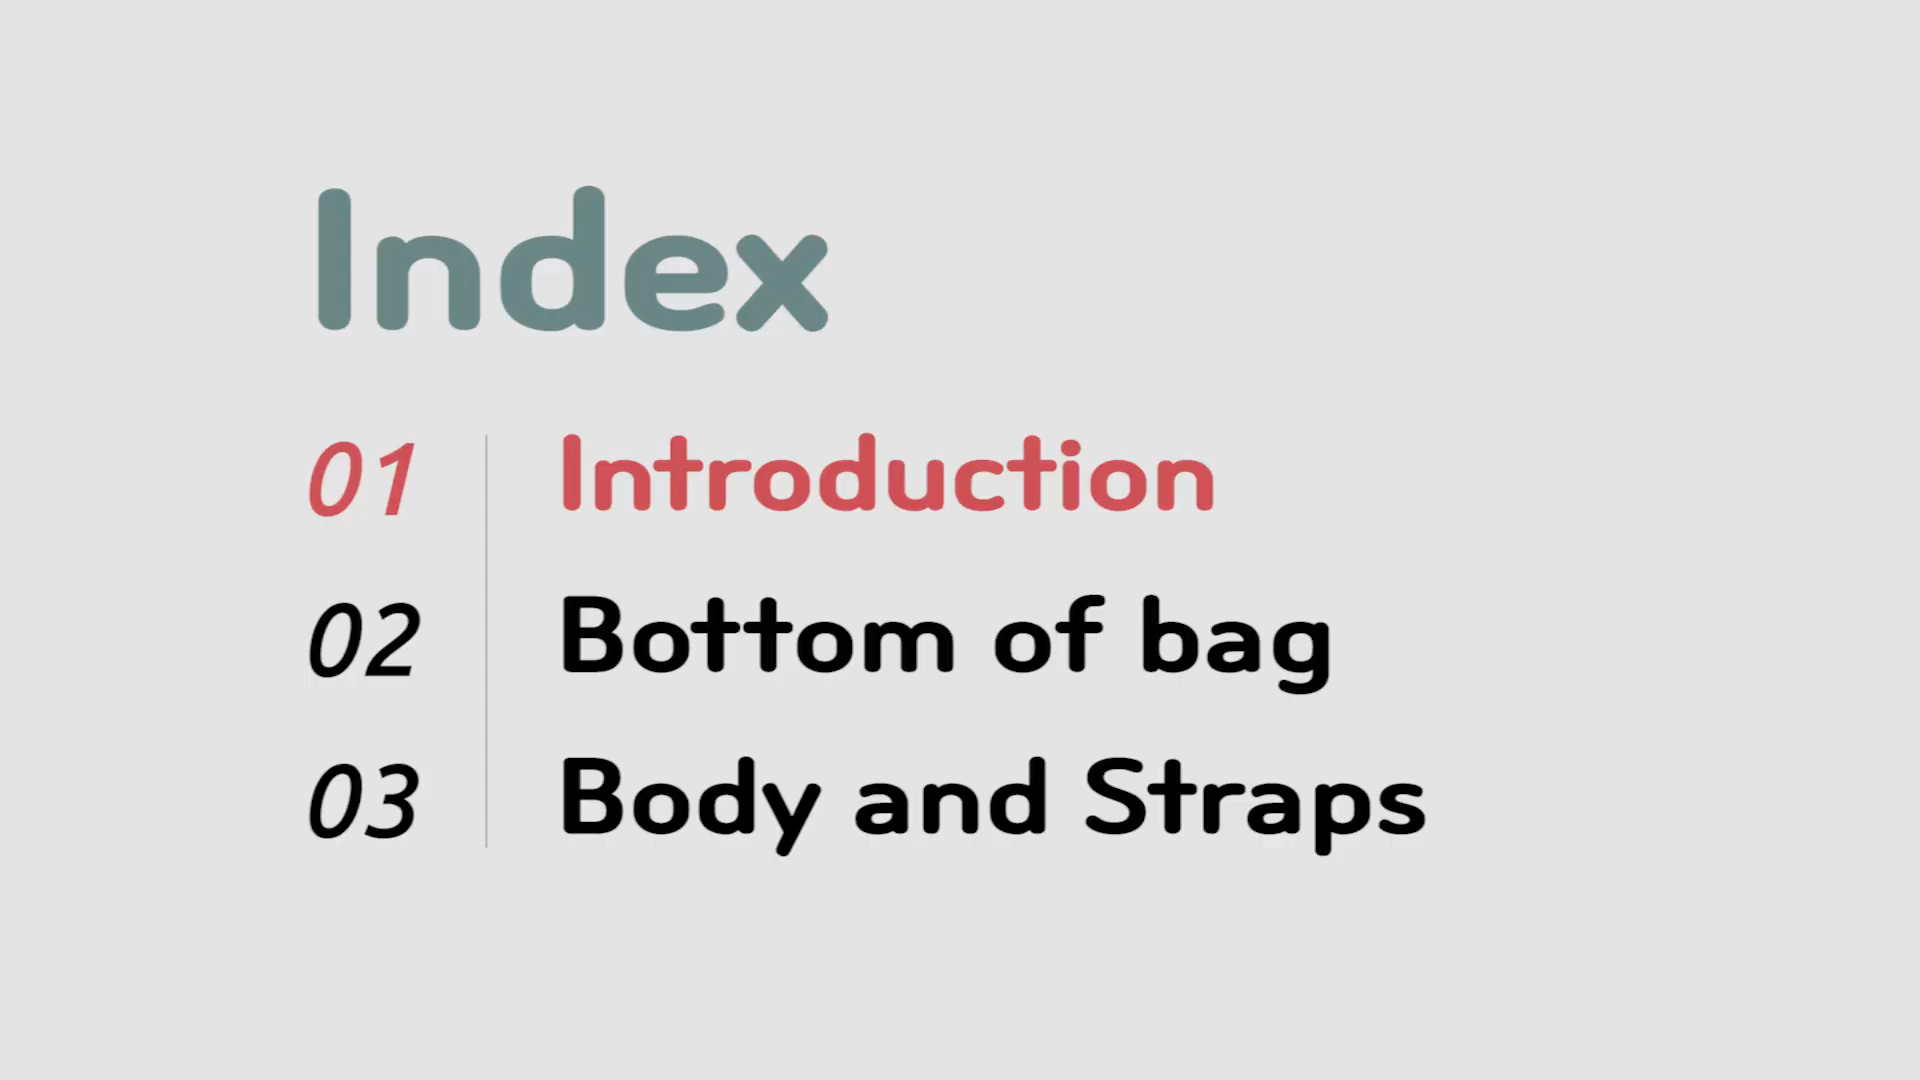 Index
01 Introduction
02 Bottom of bag
03 Body and Straps